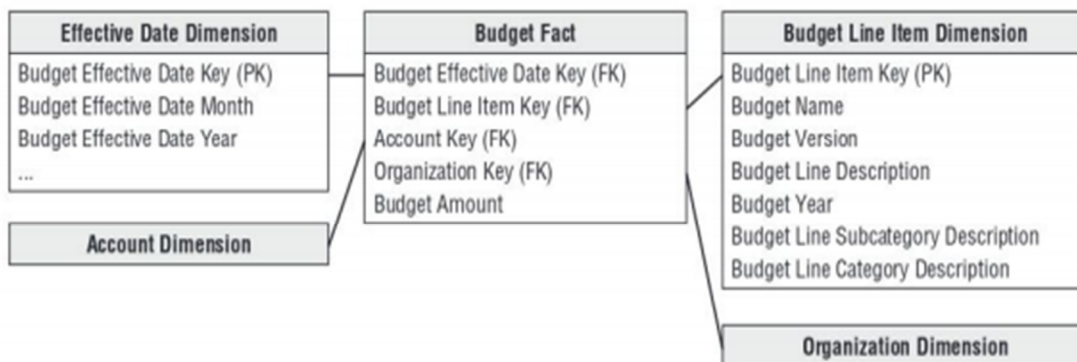 Effective Date Dimension
Budget Effective Date Key (PK)
Budget Effective Date Month
Budget Effective Date Year
...
Account Dimension
Budget Fact
Budget Effective Date Key (FK)
Budget Line Item Key (FK)
Account Key (FK)
Organization Key (FK)
Budget Amount
Budget Line Item Dimension
Budget Line Item Key (PK)
Budget Name
Budget Version
Budget Line Description
Budget Year
Budget Line Subcategory Description
Budget Line Category Description
Organization Dimension